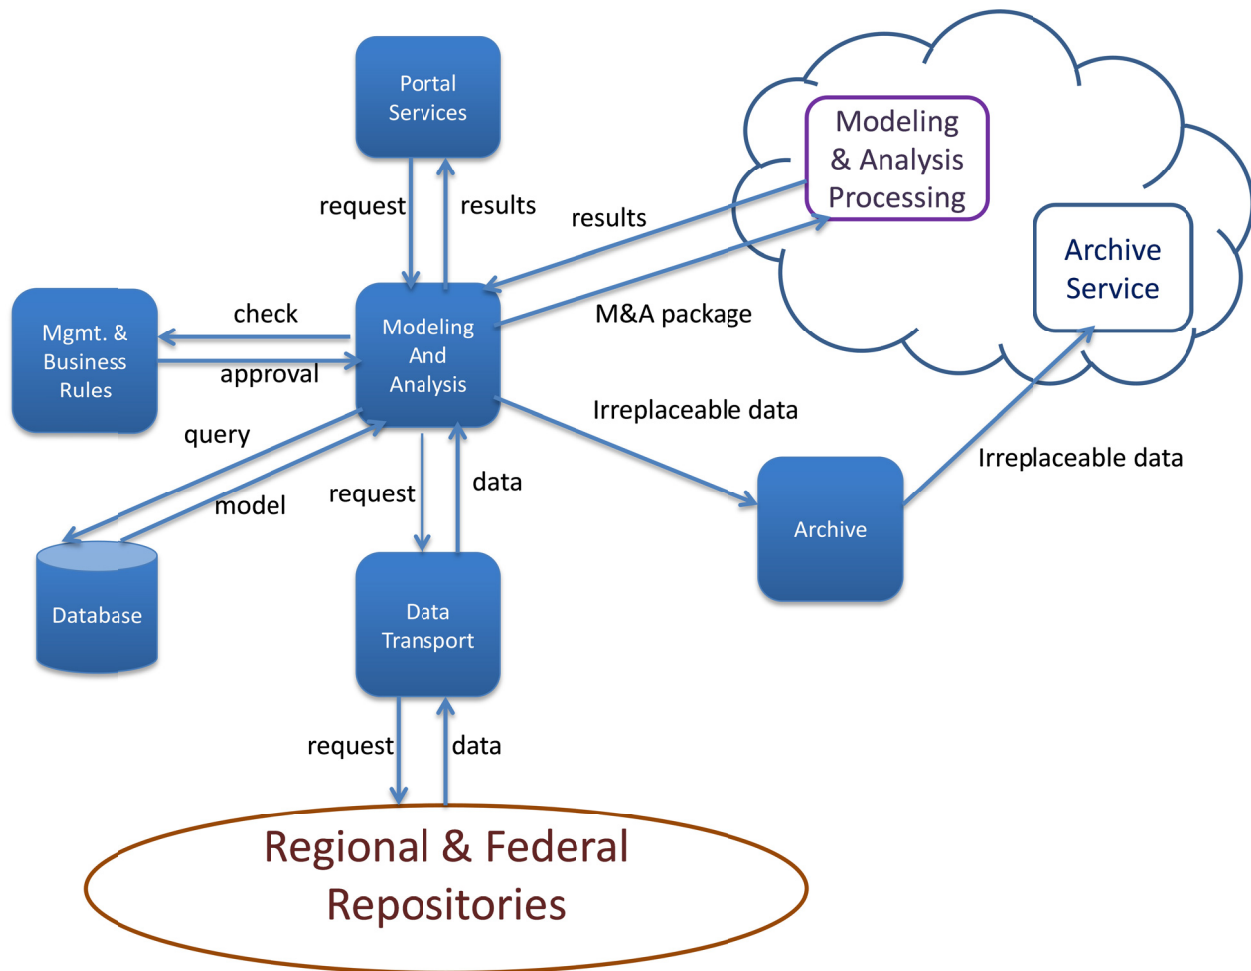 Portal
Services
Modeling
& Analysis
Processing
request
results
results
Archive
Service
check
M&A package
Mgmt. &
Business
Rules
Modeling
And
Analysis
approval
Irreplaceable data
query
Irreplaceable data
request
data
model
Archive
Database
Data
Transport
request
data
Regional & Federal
Repositories